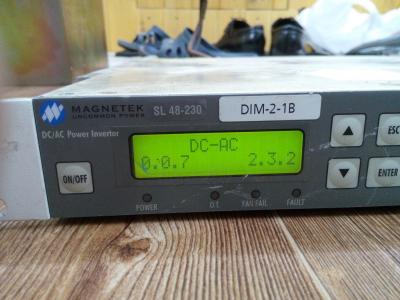 MAGNETEK
UNCOMMON POWER
SL 48-230
DIM-2-1B
DC/AC Power Inverter
DC-AC
0.0.7 2.3.2
ESC
ENTER
ON/OFF
POWER
O.T.
FAN FAIL
FAULT